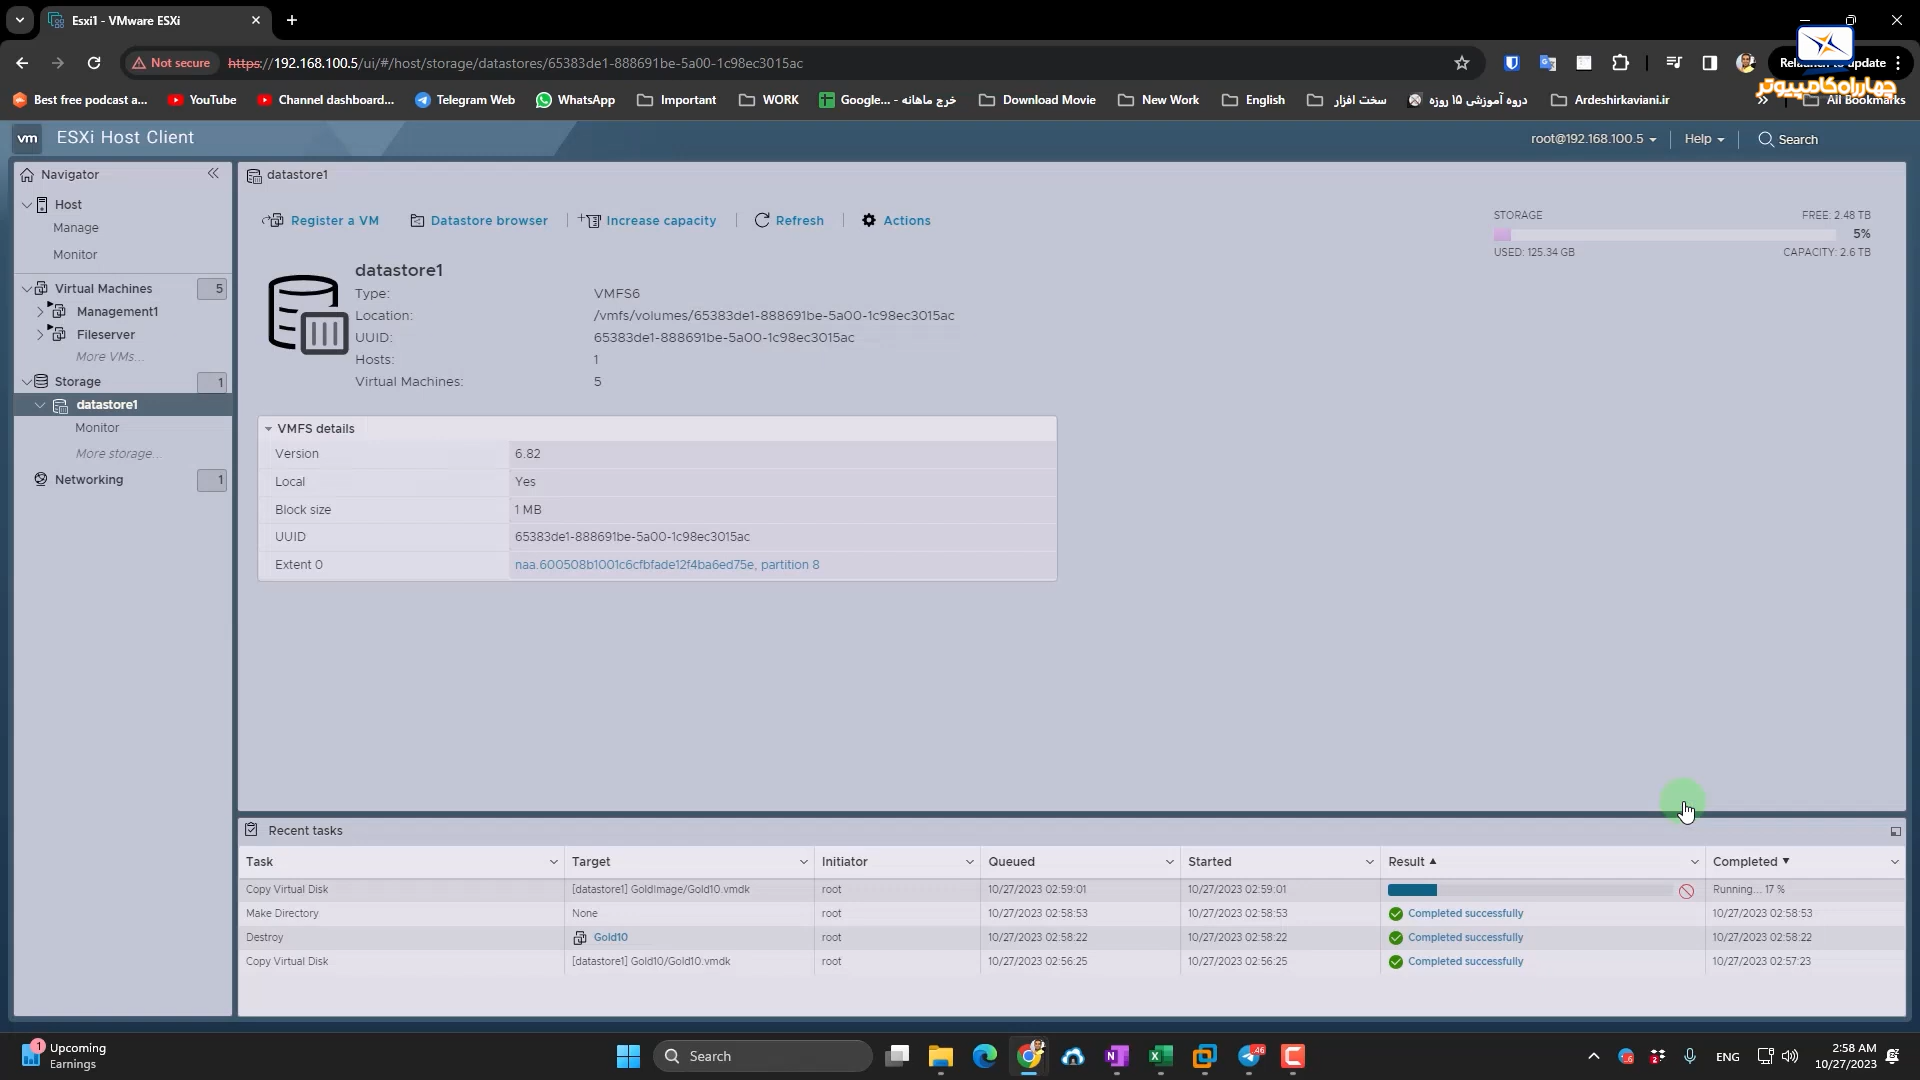 Esxi1 - VMware ESXi
Not secure https://192.168.100.5/ui/#/host/storage/datastores/65383de1-888691be-5a00-1c98ec3015ac
چهارراه کامپیوتر
Best free podcast a... YouTube Channel dashboard... Telegram Web WhatsApp Important WORK Google... - خرج ماهانه Download Movie New Work English سخت افزار دروه آموزشی ۱۵ روزه Ardeshirkaviani.ir All Bookmarks
vm ESXi Host Client root@192.168.100.5 Help Search
Navigator
Host
Manage
Monitor
Virtual Machines 5
Management1
Fileserver
More VMs...
Storage 1
datastore1
Monitor
More storage...
Networking 1
datastore1
Register a VM Datastore browser Increase capacity Refresh Actions
STORAGE FREE: 2.48 TB
5%
USED: 125.34 GB CAPACITY: 2.6 TB
datastore1
Type: VMFS6
Location: /vmfs/volumes/65383de1-888691be-5a00-1c98ec3015ac
UUID: 65383de1-888691be-5a00-1c98ec3015ac
Hosts: 1
Virtual Machines: 5
VMFS details
Version 6.82
Local Yes
Block size 1 MB
UUID 65383de1-888691be-5a00-1c98ec3015ac
Extent 0 naa.600508b1001c6cfbfade12f4ba6ed75e, partition 8
Recent tasks
Task Target Initiator Queued Started Result Completed
Copy Virtual Disk [datastore1] GoldImage/Gold10.vmdk root 10/27/2023 02:59:01 10/27/2023 02:59:01 Running... 17 %
Make Directory None root 10/27/2023 02:58:53 10/27/2023 02:58:53 Completed successfully 10/27/2023 02:58:53
Destroy Gold10 root 10/27/2023 02:58:22 10/27/2023 02:58:22 Completed successfully 10/27/2023 02:58:22
Copy Virtual Disk [datastore1] Gold10/Gold10.vmdk root 10/27/2023 02:56:25 10/27/2023 02:56:25 Completed successfully 10/27/2023 02:57:23
1 Upcoming
Earnings
Search
ENG
2:58 AM
10/27/2023